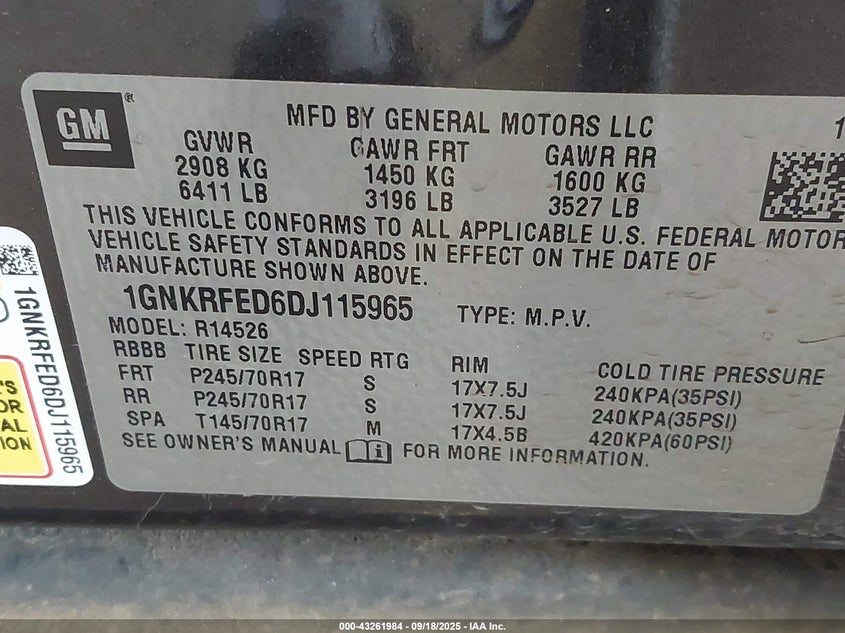 GM ®
MFD BY GENERAL MOTORS LLC
1
GVWR GAWR FRT GAWR RR
2908 KG 1450 KG 1600 KG
6411 LB 3196 LB 3527 LB
THIS VEHICLE CONFORMS TO ALL APPLICABLE U.S. FEDERAL MOTOR
VEHICLE SAFETY STANDARDS IN EFFECT ON THE DATE OF
MANUFACTURE SHOWN ABOVE.
1GNKRFED6DJ115965 TYPE: M.P.V.
MODEL: R14526
RBBB TIRE SIZE SPEED RTG RIM COLD TIRE PRESSURE
FRT P245/70R17 S 17X7.5J 240KPA(35PSI)
RR P245/70R17 S 17X7.5J 240KPA(35PSI)
SPA T145/70R17 M 17X4.5B 420KPA(60PSI)
SEE OWNER'S MANUAL FOR MORE INFORMATION.
1GNKRFED6DJ115965
'S
OR
AL
ION
000-43261984 - 09/18/2025 - IAA Inc.